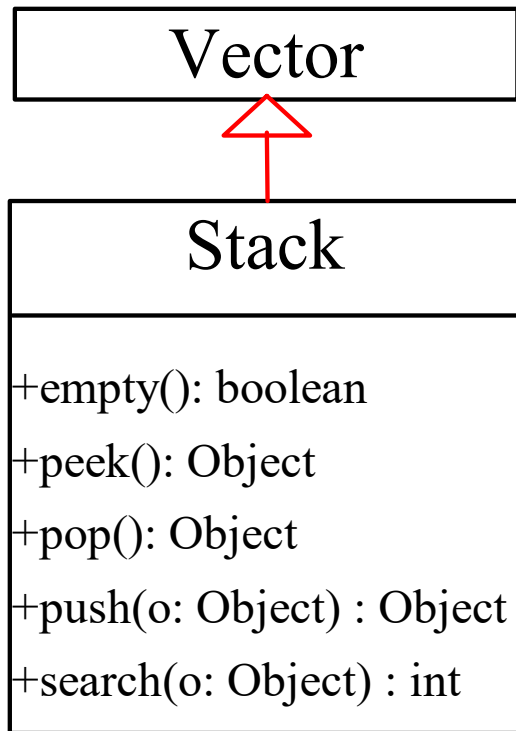 Vector
Stack
+empty(): boolean
+peek(): Object
+pop(): Object
+push(o: Object) : Object
+search(o: Object) : int